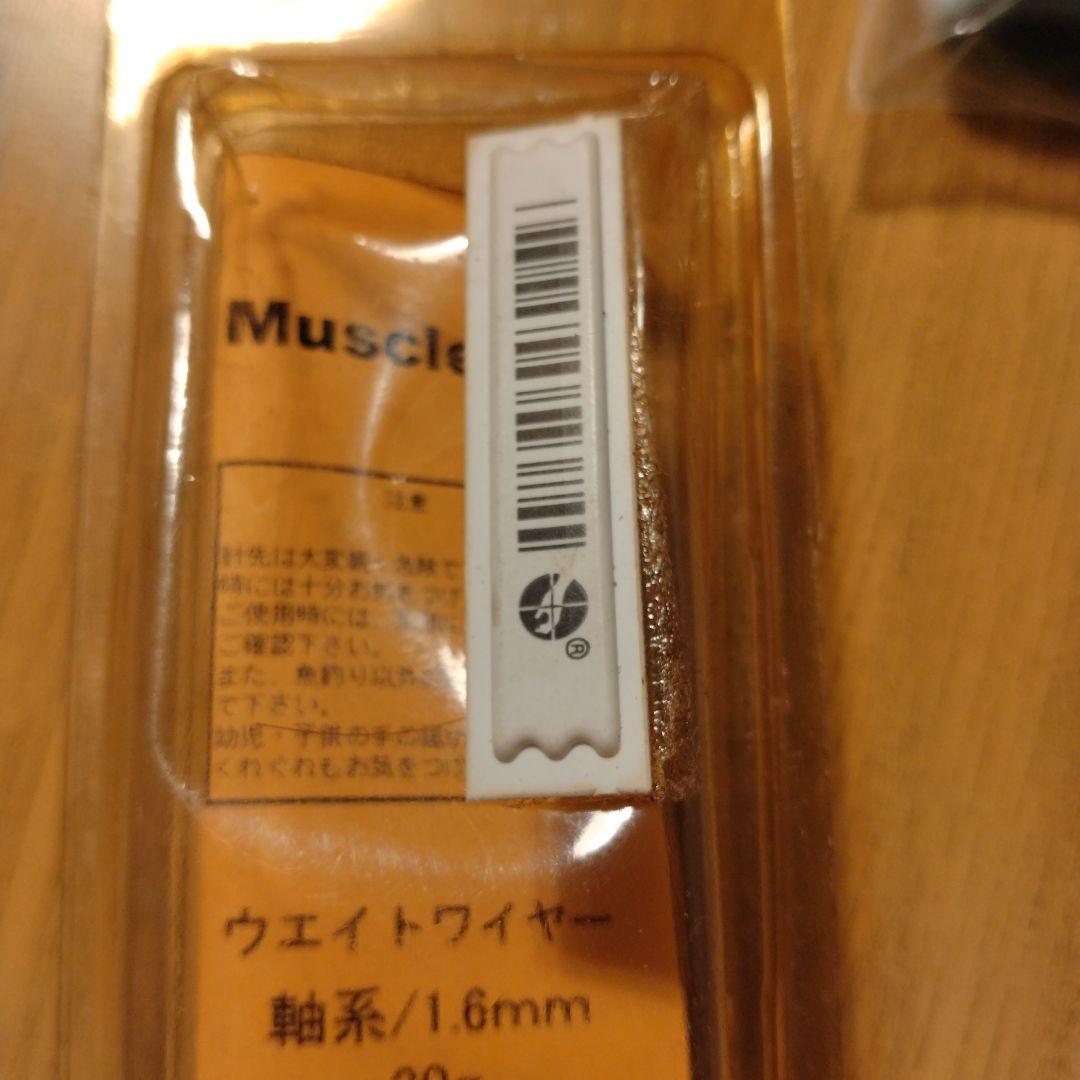 Muscle
注意
針先は大変鋭く危険で
時には十分お気をつけ
ご使用時には、
ご確認下さい。
また、魚釣り以外
て下さい。
幼児・子供の手の届か
くれぐれもお気をつけ
®
ウエイトワイヤー
軸系/1.6mm